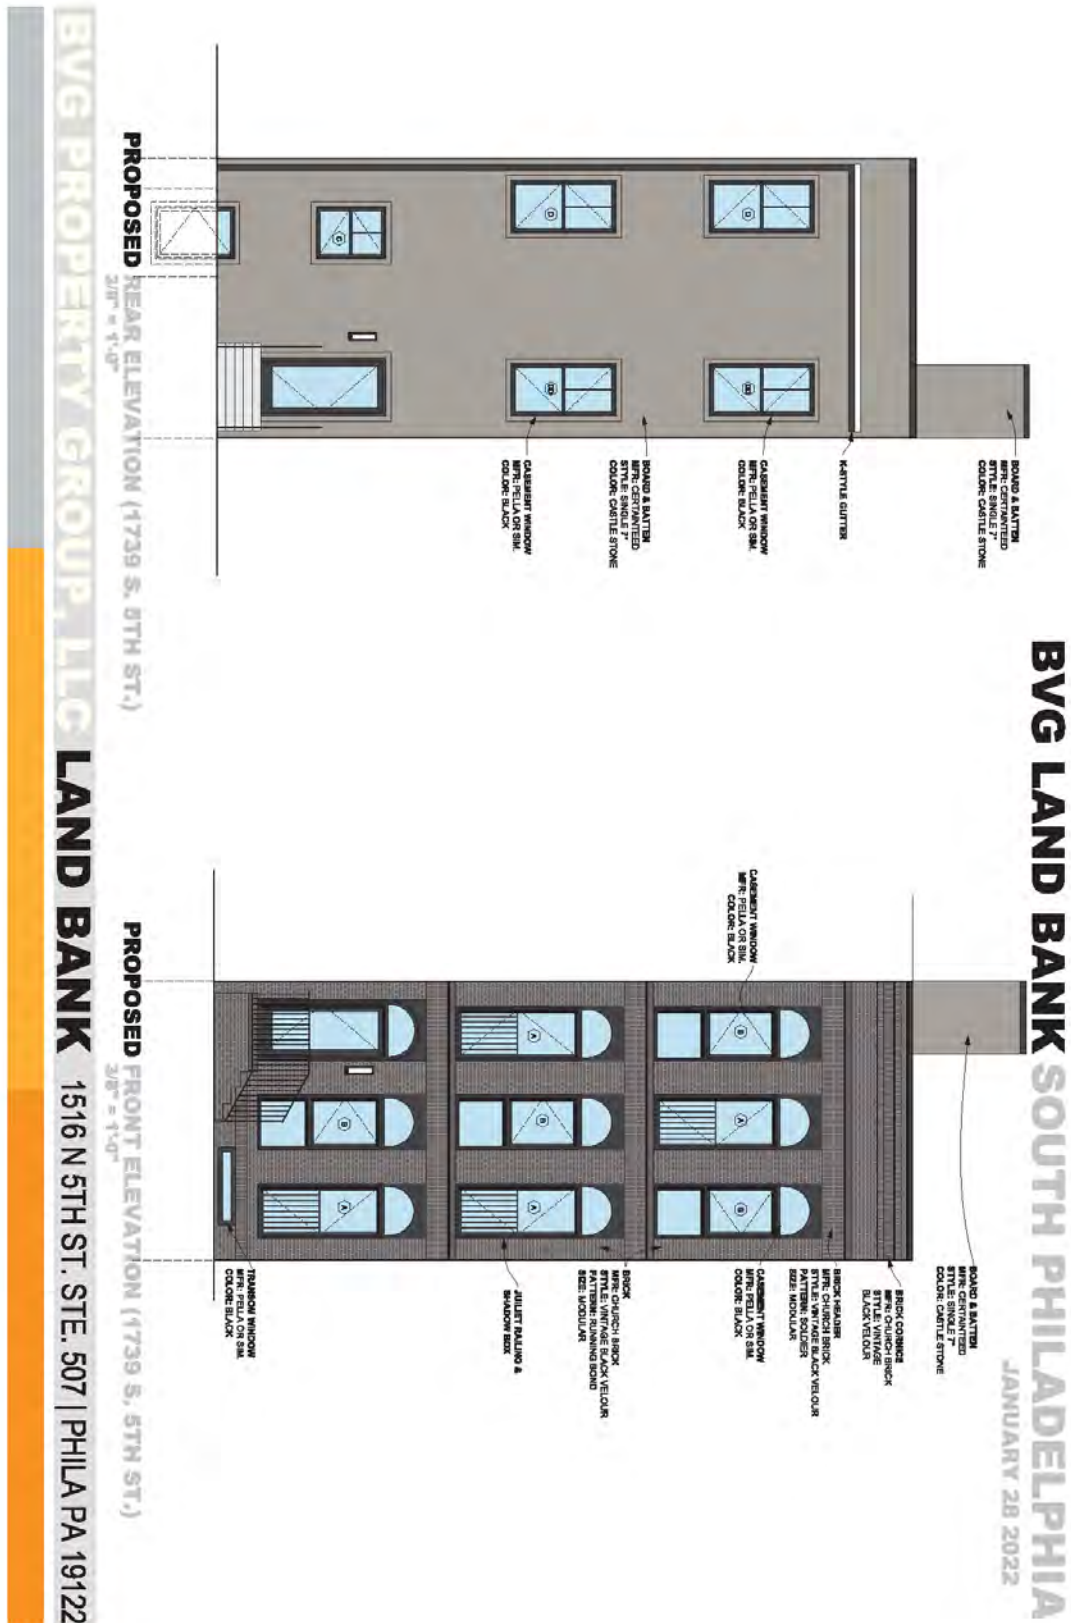 BVG LAND BANK SOUTH PHILADELPHIA
JANUARY 28 2022
BOARD & BATTEN
MFR: CERTAINTEED
STYLE: SINGLE 7"
COLOR: CASTLE STONE
K-STYLE GUTTER
CASEMENT WINDOW
MFR: PELLA OR SIM.
COLOR: BLACK
BOARD & BATTEN
MFR: CERTAINTEED
STYLE: SINGLE 7"
COLOR: CASTLE STONE
CASEMENT WINDOW
MFR: PELLA OR SIM.
COLOR: BLACK
D
DD
D
DD
C
PROPOSED REAR ELEVATION (1739 S. 5TH ST.)
3/8" = 1'-0"
CASEMENT WINDOW
MFR: PELLA OR SIM.
COLOR: BLACK
BOARD & BATTEN
MFR: CERTAINTEED
STYLE: SINGLE 7"
COLOR: CASTLE STONE
BRICK CORNICE
MFR: CHURCH BRICK
STYLE: VINTAGE
BLACK VELOUR
BRICK HEADER
MFR: CHURCH BRICK
STYLE: VINTAGE BLACK VELOUR
PATTERN: SOLDIER
SIZE: MODULAR
CASEMENT WINDOW
MFR: PELLA OR SIM.
COLOR: BLACK
BRICK
MFR: CHURCH BRICK
STYLE: VINTAGE BLACK VELOUR
PATTERN: RUNNING BOND
SIZE: MODULAR
JULIET RAILING &
SHADOW BOX
TRANSOM WINDOW
MFR: PELLA OR SIM.
COLOR: BLACK
B
A
B
A
B
A
B
A
PROPOSED FRONT ELEVATION (1739 S. 5TH ST.)
3/8" = 1'-0"
BVG PROPERTY GROUP, LLC LAND BANK 1516 N 5TH ST. STE. 507 | PHILA PA 19122